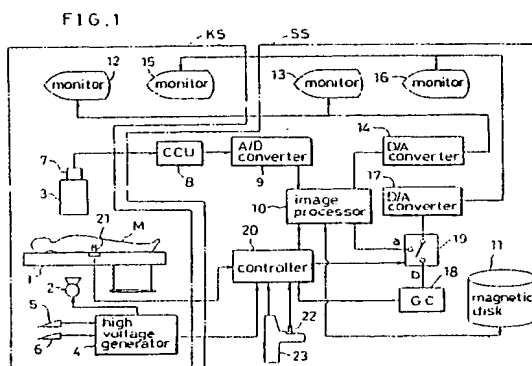 FIG.1
KS
SS
12
monitor
15
monitor
13
monitor
16
monitor
14
D/A
converter
17
D/A
converter
7
CCU
8
A/D
converter
9
3
10
image
processor
a
19
b
11
magnetic
disk
18
G C
M
21
1
20
controller
2
5
6
high
voltage
generator
4
22
23